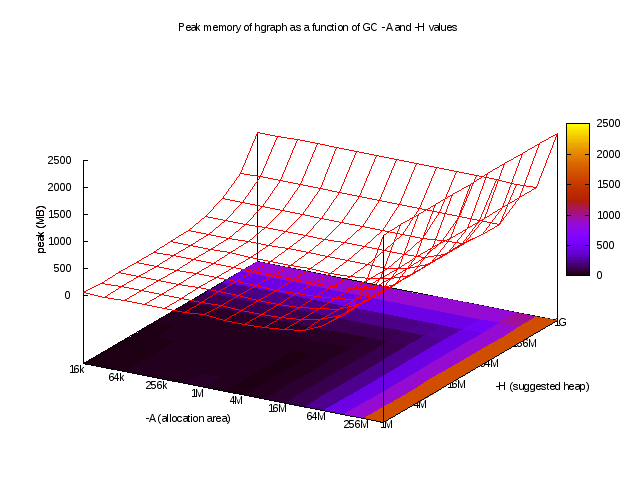 Peak memory of hgraph as a function of GC -A and -H values
2500
2000
1500
1000
500
0
peak (MB)
2500
2000
1500
1000
500
0
16k
64k
256k
1M
4M
16M
64M
256M
-A (allocation area)
1M
4M
16M
64M
256M
1G
-H (suggested heap)